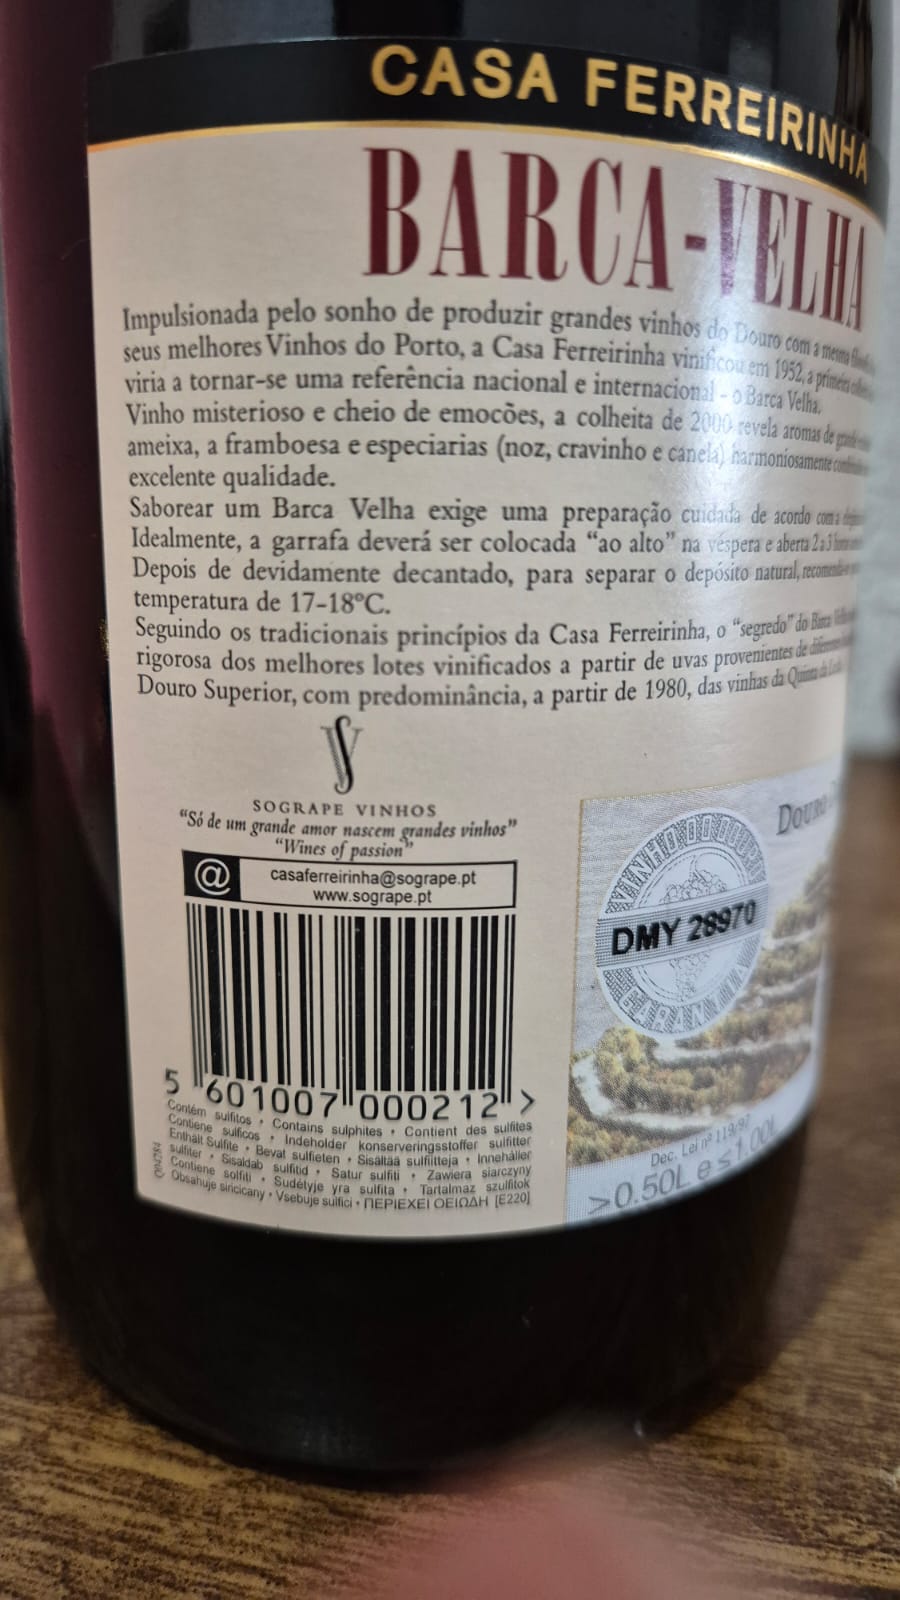 CASA FERREIRINHA
BARCA-VELHA
Impulsionada pelo sonho de produzir grandes vinhos do Douro com a mesma
seus melhores Vinhos do Porto, a Casa Ferreirinha vinificou em 1952, a primeira
viria a tornar-se uma referência nacional e internacional - o Barca Velha.
Vinho misterioso e cheio de emocões, a colheita de 2000 revela aromas de
ameixa, a framboesa e especiarias (noz, cravinho e canela) harmoniosamente
excelente qualidade.
Saborear um Barca Velha exige uma preparação cuidada de acordo com a
Idealmente, a garrafa deverá ser colocada “ao alto” na véspera e aberta 2 a 3
Depois de devidamente decantado, para separar o depósito natural,
temperatura de 17-18ºC.
Seguindo os tradicionais princípios da Casa Ferreirinha, o “segredo” do Barca
rigorosa dos melhores lotes vinificados a partir de uvas provenientes de
Douro Superior, com predominância, a partir de 1980, das vinhas da Quinta da
SOGRAPE VINHOS
“Só de um grande amor nascem grandes vinhos”
“Wines of passion”
@ casaferreirinha@sogrape.pt
www.sogrape.pt
5 601007 000212 >
Contém sulfitos • Contains sulphites • Contient des sulfites
Contiene sulficos • Indeholder konserveringsstoffer sulfitter
Enthält Sulfite • Bevat sulfieten • Sisältää sulfiitteja • Innehåller
sulfiter • Sisaldab sulfitid • Satur sulfiti • Zawiera siarczyny
Contiene solfiti • Sudėtyje yra sulfita • Tartalmaz szulfitok
Obsahuje siricicany • Vsebuje sulfici • ΠΕΡΙΕΧΕΙ ΟΕΙΩΔΗ [E220]
DOURO
VINHO DO DOURO
DMY 28970
GARANTIA
Dec. Lei nº 119/97
>0.50L e ≤1.00L